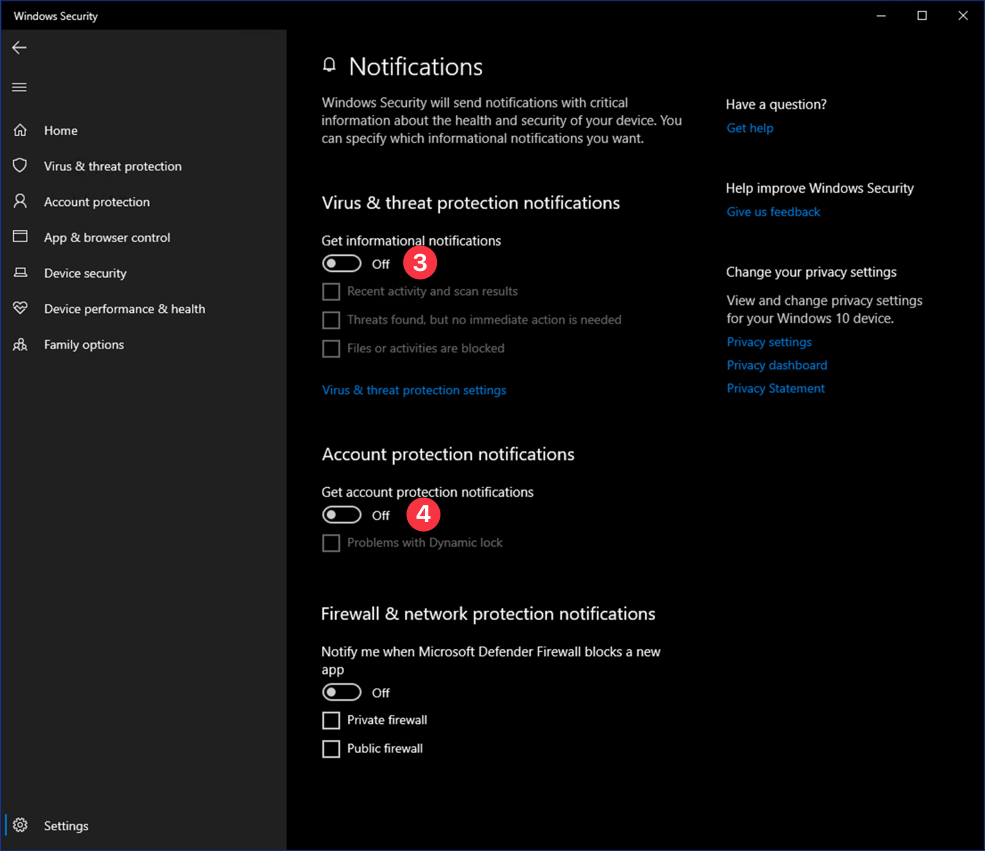 Windows Security
Home
Virus & threat protection
Account protection
App & browser control
Device security
Device performance & health
Family options
Settings
Notifications
Windows Security will send notifications with critical
information about the health and security of your device. You
can specify which informational notifications you want.
Virus & threat protection notifications
Get informational notifications
Off
3
Recent activity and scan results
Threats found, but no immediate action is needed
Files or activities are blocked
Virus & threat protection settings
Account protection notifications
Get account protection notifications
Off
4
Problems with Dynamic lock
Firewall & network protection notifications
Notify me when Microsoft Defender Firewall blocks a new
app
Off
Private firewall
Public firewall
Have a question?
Get help
Help improve Windows Security
Give us feedback
Change your privacy settings
View and change privacy settings
for your Windows 10 device.
Privacy settings
Privacy dashboard
Privacy Statement